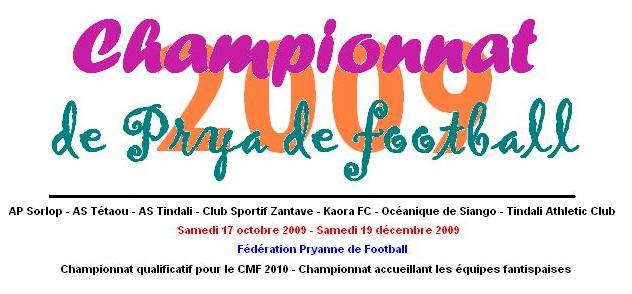 Championnat
2009
de Prya de football
AP Sorlop - AS Tétaou - AS Tindali - Club Sportif Zantave - Kaora FC - Océanique de Siango - Tindali Athletic Club
Samedi 17 octobre 2009 - Samedi 19 décembre 2009
Fédération Pryanne de Football
Championnat qualificatif pour le CMF 2010 - Championnat accueillant les équipes fantispaises